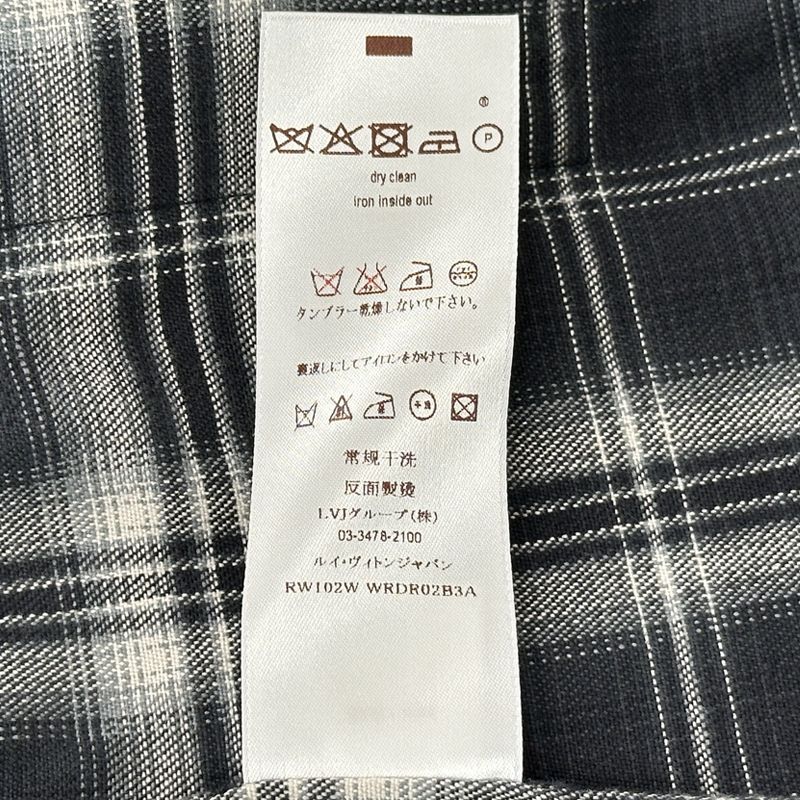 ®
P
dry clean
iron inside out
タンブラー乾燥しないで下さい。
裏返しにしてアイロンをかけて下さい
常规干洗
反面熨烫
LVJグループ(株)
03-3478-2100
ルイ・ヴィトンジャパン
RW102W WRDR02B3A